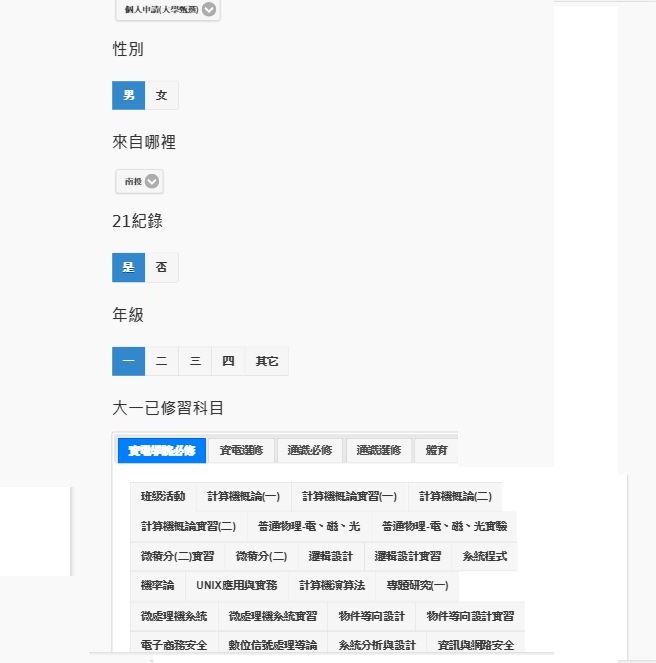 個人申請(大學甄選)
性別
男 女
來自哪裡
南投
21紀錄
是 否
年級
一 二 三 四 其它
大一已修習科目
資電學院必修 資電選修 通識必修 通識選修 體育
班級活動 計算機概論(一) 計算機概論實習(一) 計算機概論(二)
計算機概論實習(二) 普通物理-電、磁、光 普通物理-電、磁、光實驗
微積分(二)實習 微積分(二) 邏輯設計 邏輯設計實習 系統程式
機率論 UNIX應用與實務 計算機演算法 專題研究(一)
微處理機系統 微處理機系統實習 物件導向設計 物件導向設計實習
電子商務安全 數位信號處理導論 系統分析與設計 資訊與網路安全